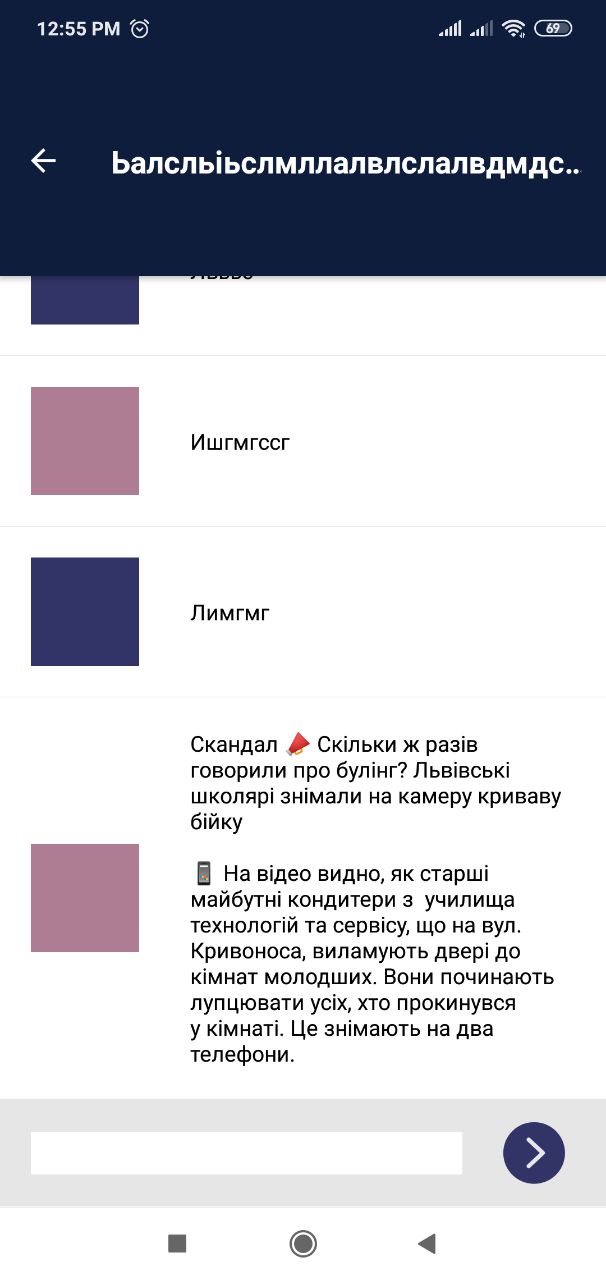 12:55 PM
69
Ьалсльіьслмллалвлслалвдмдс...
Ишгмгссг
Лимгмг
Скандал 📣 Скільки ж разів
говорили про булінг? Львівські
школярі знімали на камеру криваву
бійку
📱 На відео видно, як старші
майбутні кондитери з  училища
технологій та сервісу, що на вул.
Кривоноса, виламують двері до
кімнат молодших. Вони починають
лупцювати усіх, хто прокинувся
у кімнаті. Це знімають на два
телефони.